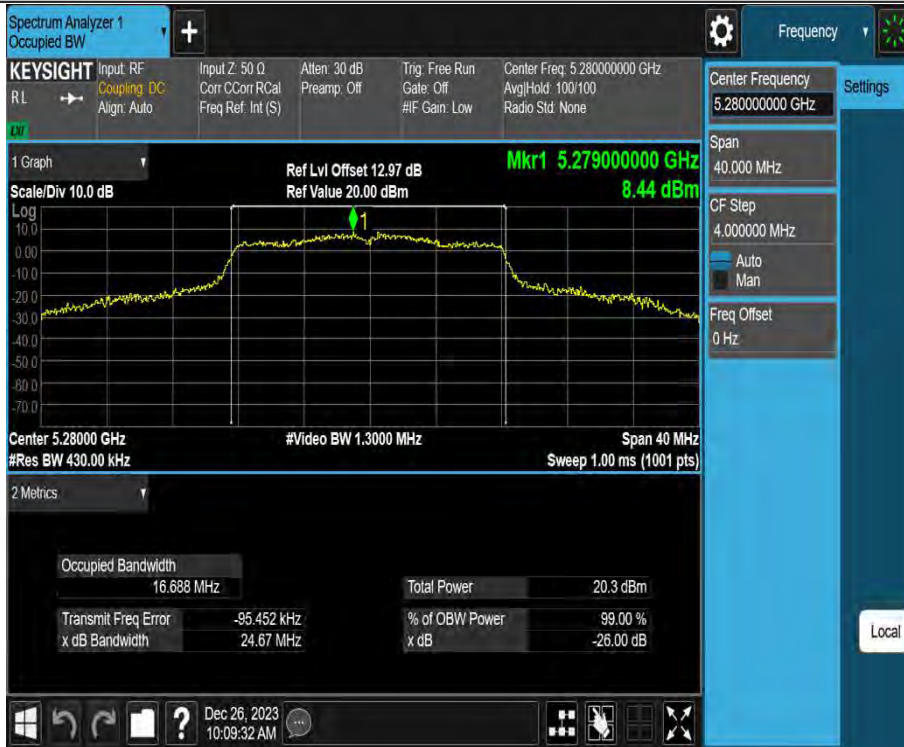 Spectrum Analyzer 1
Occupied BW
+
Frequency
KEYSIGHT
RL
LXI
Input: RF
Coupling: DC
Align: Auto
Input Z: 50 Ω
Corr CCorr RCal
Freq Ref: Int (S)
Atten: 30 dB
Preamp: Off
Trig: Free Run
Gate: Off
#IF Gain: Low
Center Freq: 5.280000000 GHz
Avg|Hold: 100/100
Radio Std: None
Center Frequency
5.280000000 GHz
Settings
Span
40.000 MHz
CF Step
4.000000 MHz
Auto
Man
Freq Offset
0 Hz
Local
1 Graph
Scale/Div 10.0 dB
Ref Lvl Offset 12.97 dB
Ref Value 20.00 dBm
Mkr1 5.279000000 GHz
8.44 dBm
Log
1
10.0
0.00
-10.0
-20.0
-30.0
-40.0
-50.0
-60.0
-70.0
Center 5.28000 GHz
#Video BW 1.3000 MHz
Span 40 MHz
#Res BW 430.00 kHz
Sweep 1.00 ms (1001 pts)
2 Metrics
Occupied Bandwidth
16.688 MHz
Total Power 20.3 dBm
Transmit Freq Error -95.452 kHz
% of OBW Power 99.00 %
x dB Bandwidth 24.67 MHz
x dB -26.00 dB
?
Dec 26, 2023
10:09:32 AM